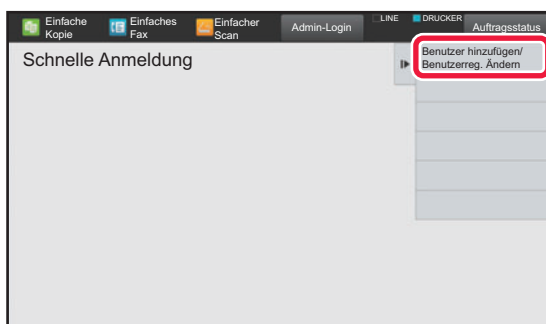 Einfache
Kopie
Einfaches
Fax
Einfacher
Scan
Admin-Login
LINE
DRUCKER
Auftragsstatus
Schnelle Anmeldung
Benutzer hinzufügen/
Benutzerreg. Ändern